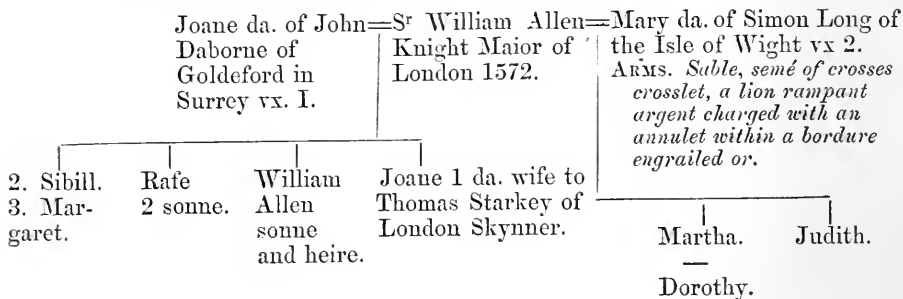 Joane da. of John=Sʳ William Allen=Mary da. of Simon Long of
Daborne of
Goldeford in
Surrey vx. I.
Knight Maior of
London 1572.
the Isle of Wight vx 2.
ARMS. Sable, semé of crosses
crosslet, a lion rampant
argent charged with an
annulet within a bordure
engrailed or.
2. Sibill.
3. Mar-
garet.
Rafe
2 sonne.
William
Allen
sonne
and heire.
Joane 1 da. wife to
Thomas Starkey of
London Skynner.
Martha.
Dorothy.
Judith.